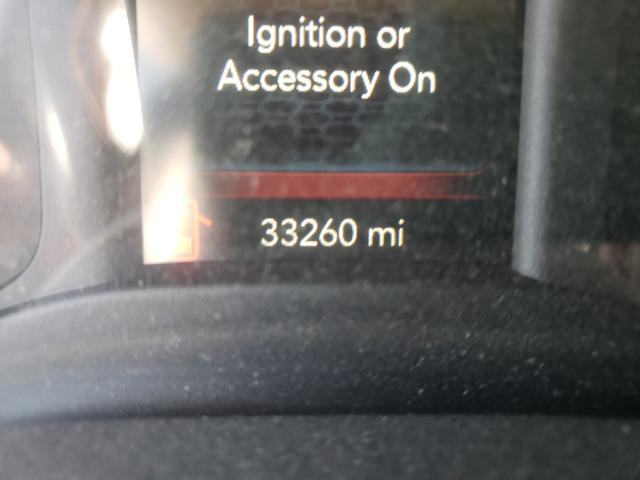 Ignition or
Accessory On
33260 mi